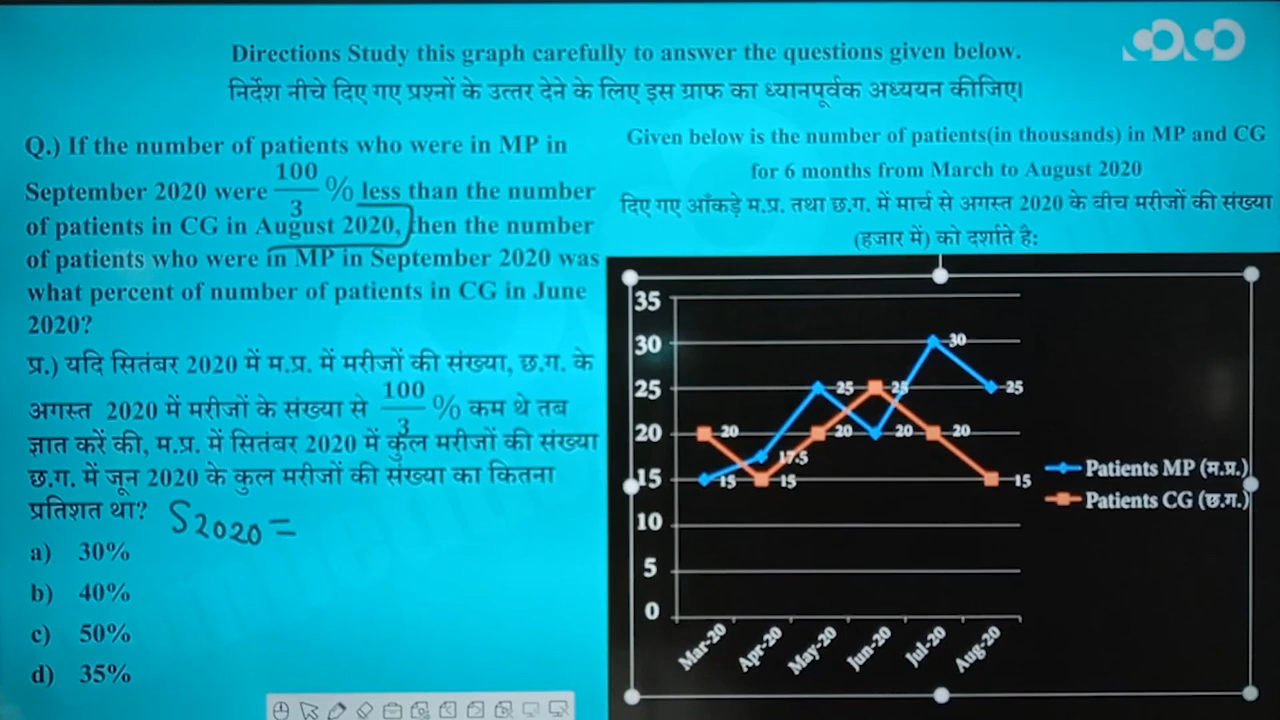 Directions Study this graph carefully to answer the questions given below.
निर्देश नीचे दिए गए प्रश्नों के उत्तर देने के लिए इस ग्राफ का ध्यानपूर्वक अध्ययन कीजिए।
Q.) If the number of patients who were in MP in
September 2020 were 100/3 % less than the number
of patients in CG in August 2020, then the number
of patients who were in MP in September 2020 was
what percent of number of patients in CG in June
2020?
प्र.) यदि सितंबर 2020 में म.प्र. में मरीजों की संख्या, छ.ग. के
अगस्त 2020 में मरीजों के संख्या से 100/3 % कम थे तब
ज्ञात करें की, म.प्र. में सितंबर 2020 में कुल मरीजों की संख्या
छ.ग. में जून 2020 के कुल मरीजों की संख्या का कितना
प्रतिशत था?
S2020 =
a) 30%
b) 40%
c) 50%
d) 35%
Given below is the number of patients(in thousands) in MP and CG
for 6 months from March to August 2020
दिए गए आँकड़े म.प्र. तथा छ.ग. में मार्च से अगस्त 2020 के वीच मरीजों की संख्या
(हजार में) को दर्शाते है:
35
30
30
25
25
25
25
20
20
20
20
20
17.5
15
15
15
15
10
5
0
Mar-20
Apr-20
May-20
Jun-20
Jul-20
Aug-20
Patients MP (म.प्र.)
Patients CG (छ.ग.)